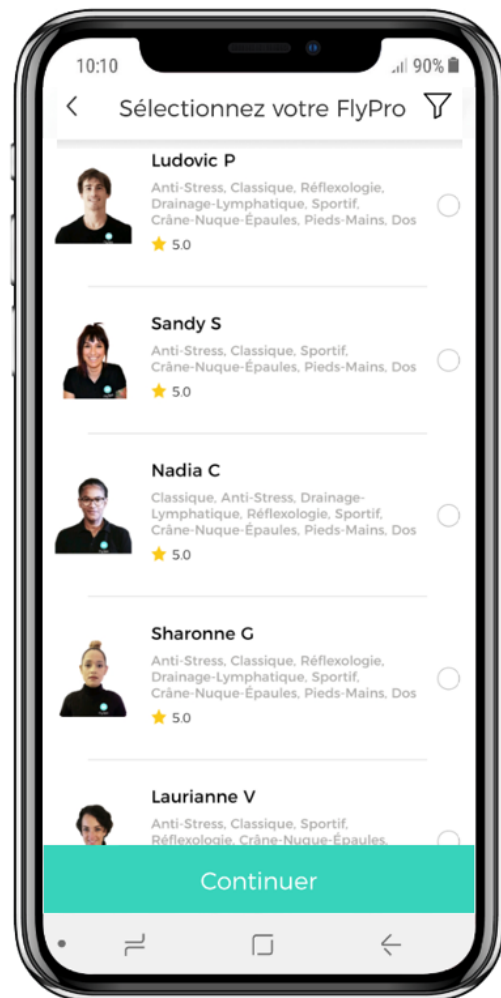 10:10
90%
Sélectionnez votre FlyPro
Ludovic P
Anti-Stress, Classique, Réflexologie,
Drainage-Lymphatique, Sportif,
Crâne-Nuque-Épaules, Pieds-Mains, Dos
5.0
Sandy S
Anti-Stress, Classique, Sportif,
Crâne-Nuque-Épaules, Pieds-Mains, Dos
5.0
Nadia C
Classique, Anti-Stress, Drainage-
Lymphatique, Réflexologie, Sportif,
Crâne-Nuque-Épaules, Pieds-Mains, Dos
5.0
Sharonne G
Anti-Stress, Classique, Réflexologie,
Drainage-Lymphatique, Sportif,
Crâne-Nuque-Épaules, Pieds-Mains, Dos
5.0
Laurianne V
Anti-Stress, Classique, Sportif,
Réflexologie, Crâne-Nuque-Épaules,
Continuer